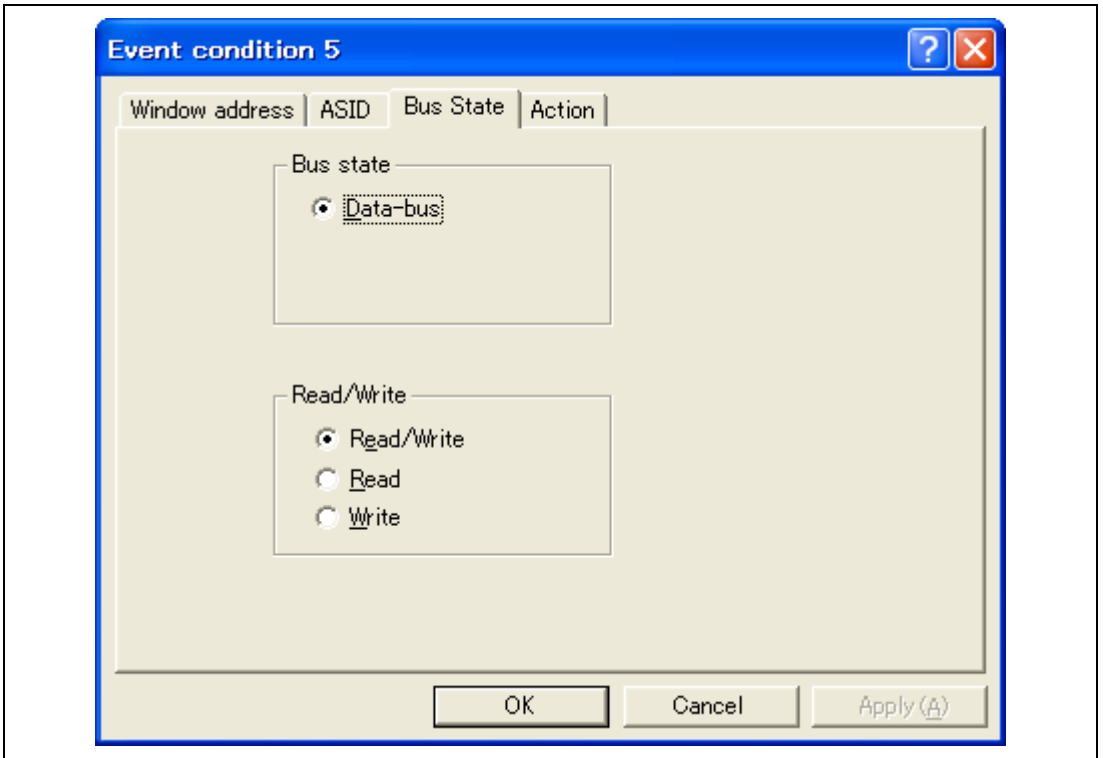 Event condition 5
Window address ASID Bus State Action
Bus state
Data-bus
Read/Write
Read/Write
Read
Write
OK Cancel Apply(A)